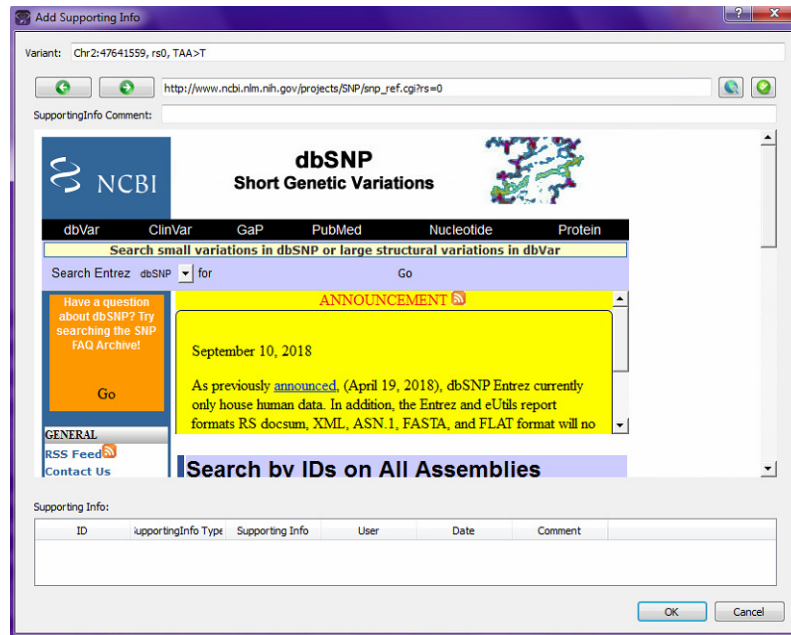 Add Supporting Info
Variant: Chr2:47641559, rs0, TAA>T
http://www.ncbi.nlm.nih.gov/projects/SNP/snp_ref.cgi?rs=0
SupportingInfo Comment:
NCBI
dbSNP
Short Genetic Variations
dbVar ClinVar GaP PubMed Nucleotide Protein
Search small variations in dbSNP or large structural variations in dbVar
Search Entrez dbSNP for Go
Have a question
about dbSNP? Try
searching the SNP
FAQ Archive!
Go
GENERAL
RSS Feed
Contact Us
ANNOUNCEMENT
September 10, 2018
As previously announced, (April 19, 2018), dbSNP Entrez currently
only house human data. In addition, the Entrez and eUtils report
formats RS docsum, XML, ASN.1, FASTA, and FLAT format will no
Search by IDs on All Assemblies
Supporting Info:
ID upportingInfo Type Supporting Info User Date Comment
OK Cancel